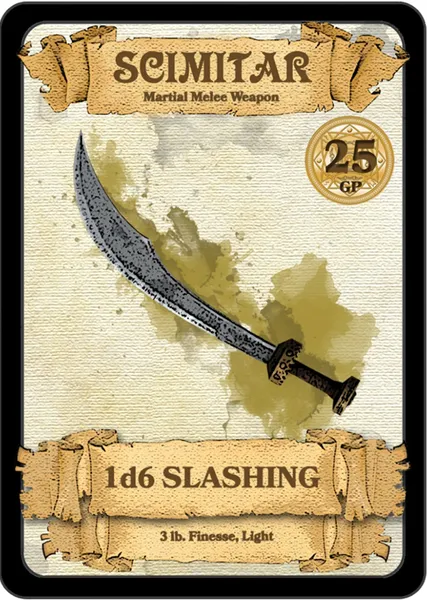 SCIMITAR
Martial Melee Weapon
25
GP
1d6 SLASHING
3 lb. Finesse, Light